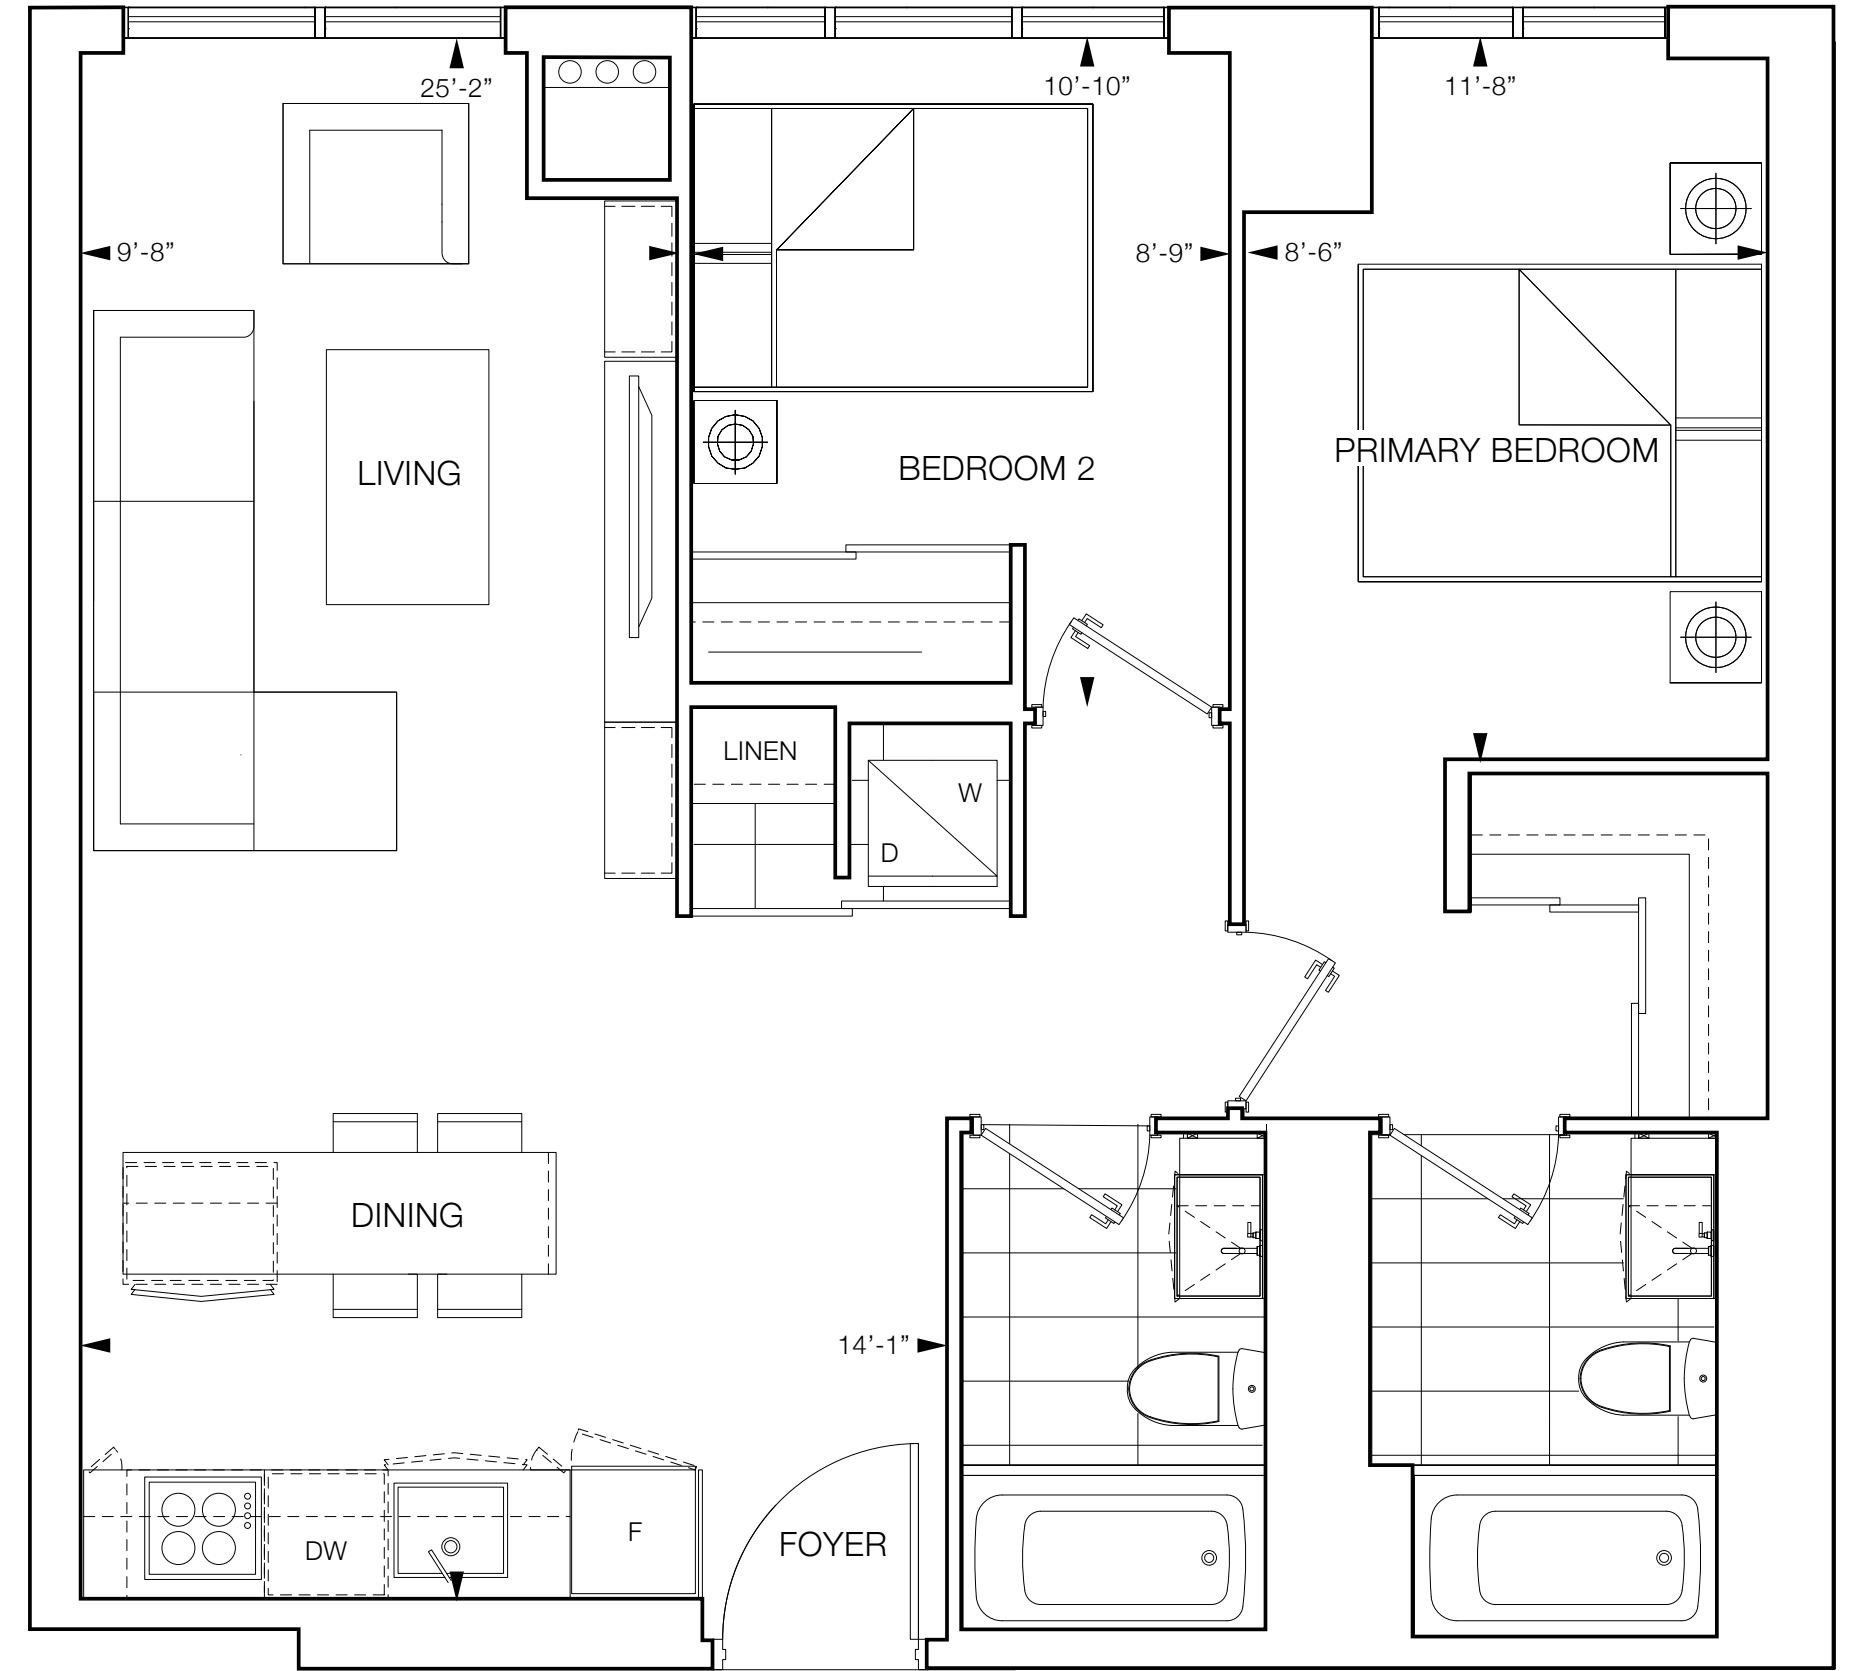 25’-2”
10’-10”
11’-8”
9’-8”
8’-9”
8’-6”
LIVING
BEDROOM 2
PRIMARY BEDROOM
LINEN
W
D
DINING
14’-1”
DW
F
FOYER